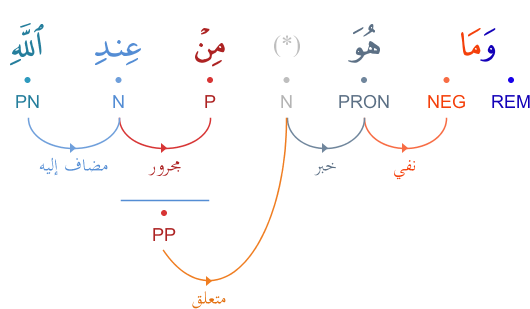 وَمَا هُوَ (*) مِنْ عِندِ ٱللَّهِ
REM NEG PRON N P N PN
نفي خبر مجرور مضاف إليه
PP
متعلق